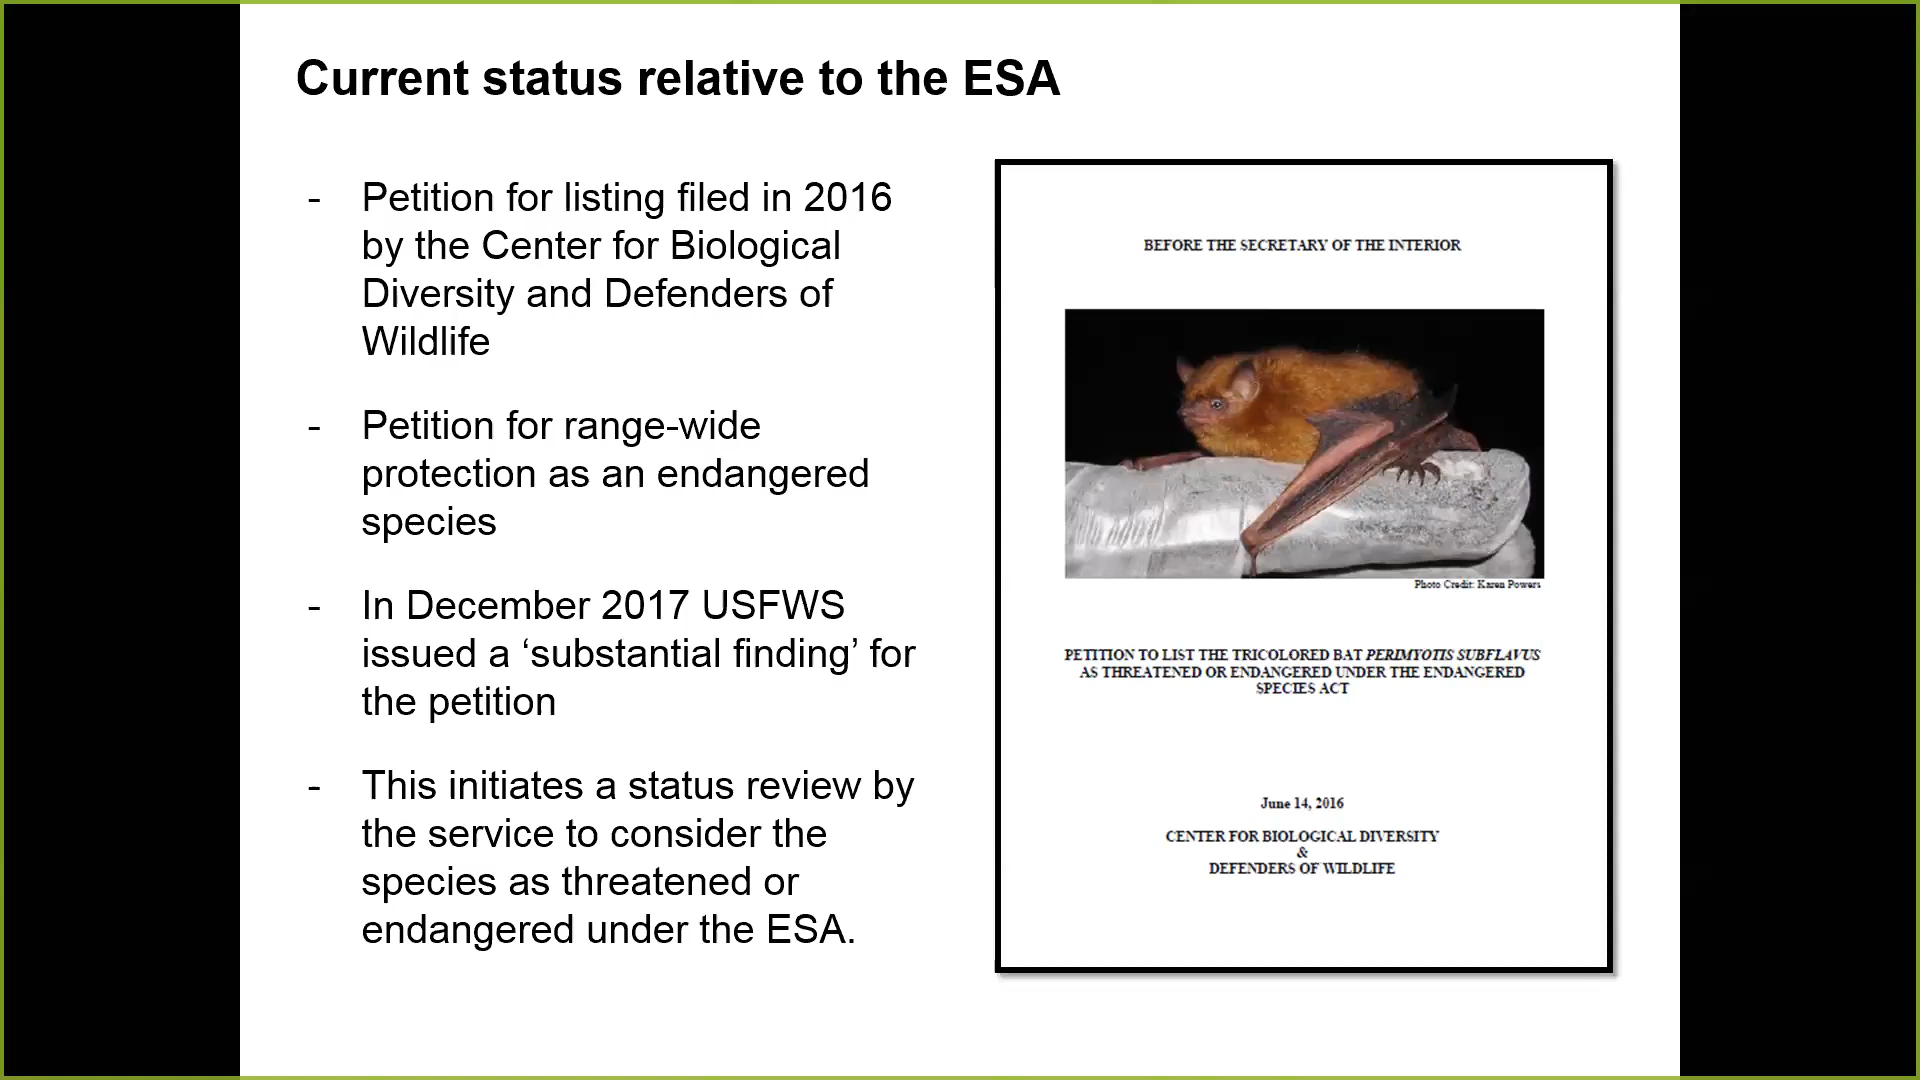 Current status relative to the ESA
- Petition for listing filed in 2016
by the Center for Biological
Diversity and Defenders of
Wildlife
- Petition for range-wide
protection as an endangered
species
- In December 2017 USFWS
issued a ‘substantial finding’ for
the petition
- This initiates a status review by
the service to consider the
species as threatened or
endangered under the ESA.
BEFORE THE SECRETARY OF THE INTERIOR
Photo Credit: Karen Powers
PETITION TO LIST THE TRICOLORED BAT PERIMYOTIS SUBFLAVUS
AS THREATENED OR ENDANGERED UNDER THE ENDANGERED
SPECIES ACT
June 14, 2016
CENTER FOR BIOLOGICAL DIVERSITY
&
DEFENDERS OF WILDLIFE